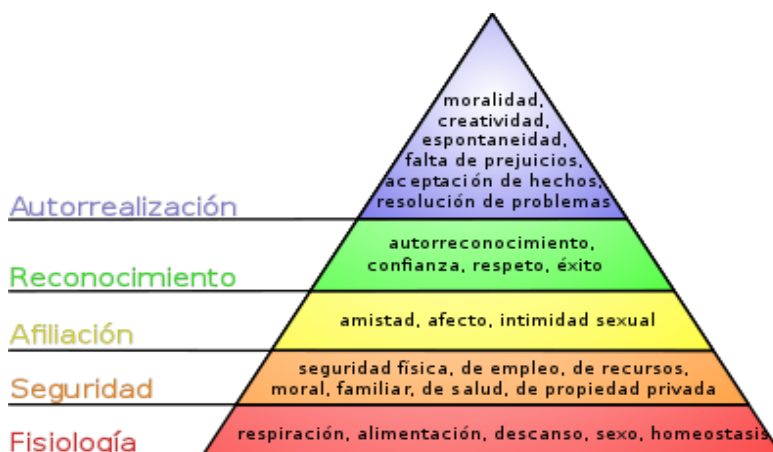 moralidad,
creatividad,
espontaneidad,
falta de prejuicios,
aceptación de hechos,
resolución de problemas
Autorrealización
autorreconocimiento,
confianza, respeto, éxito
Reconocimiento
amistad, afecto, intimidad sexual
Afiliación
seguridad física, de empleo, de recursos,
moral, familiar, de salud, de propiedad privada
Seguridad
respiración, alimentación, descanso, sexo, homeostasis
Fisiología